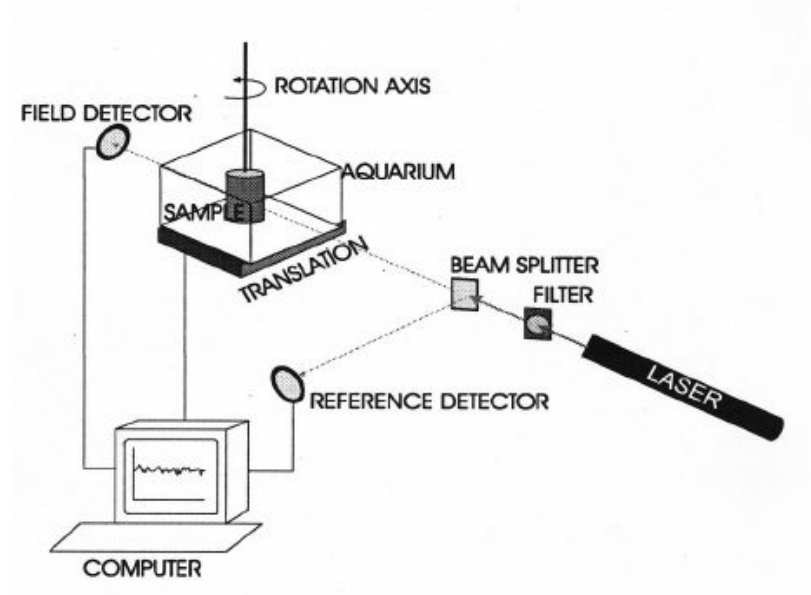 ROTATION AXIS
FIELD DETECTOR
AQUARIUM
SAMPLE
TRANSLATION
BEAM SPLITTER
FILTER
LASER
REFERENCE DETECTOR
COMPUTER